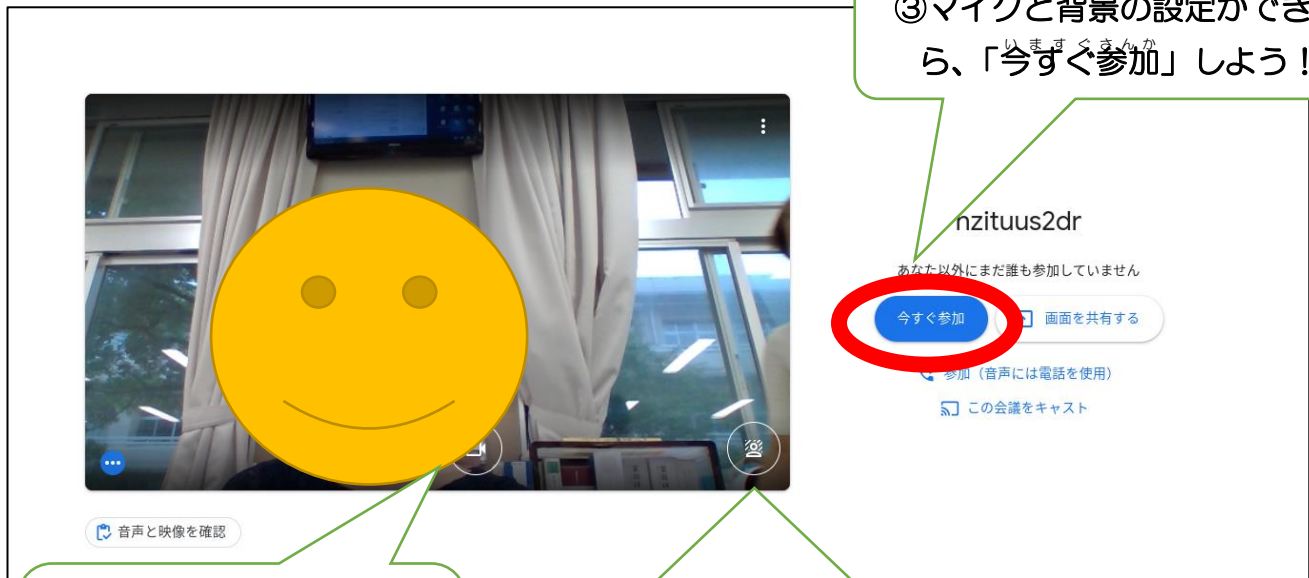 ③マイクと背景の設定ができ
いますぐさんか
ら、「今すぐ参加」しよう！
nzituus2dr
あなた以外にまだ誰も参加していません
今すぐ参加
画面を共有する
参加（音声には電話を使用）
この会議をキャスト
音声と映像を確認